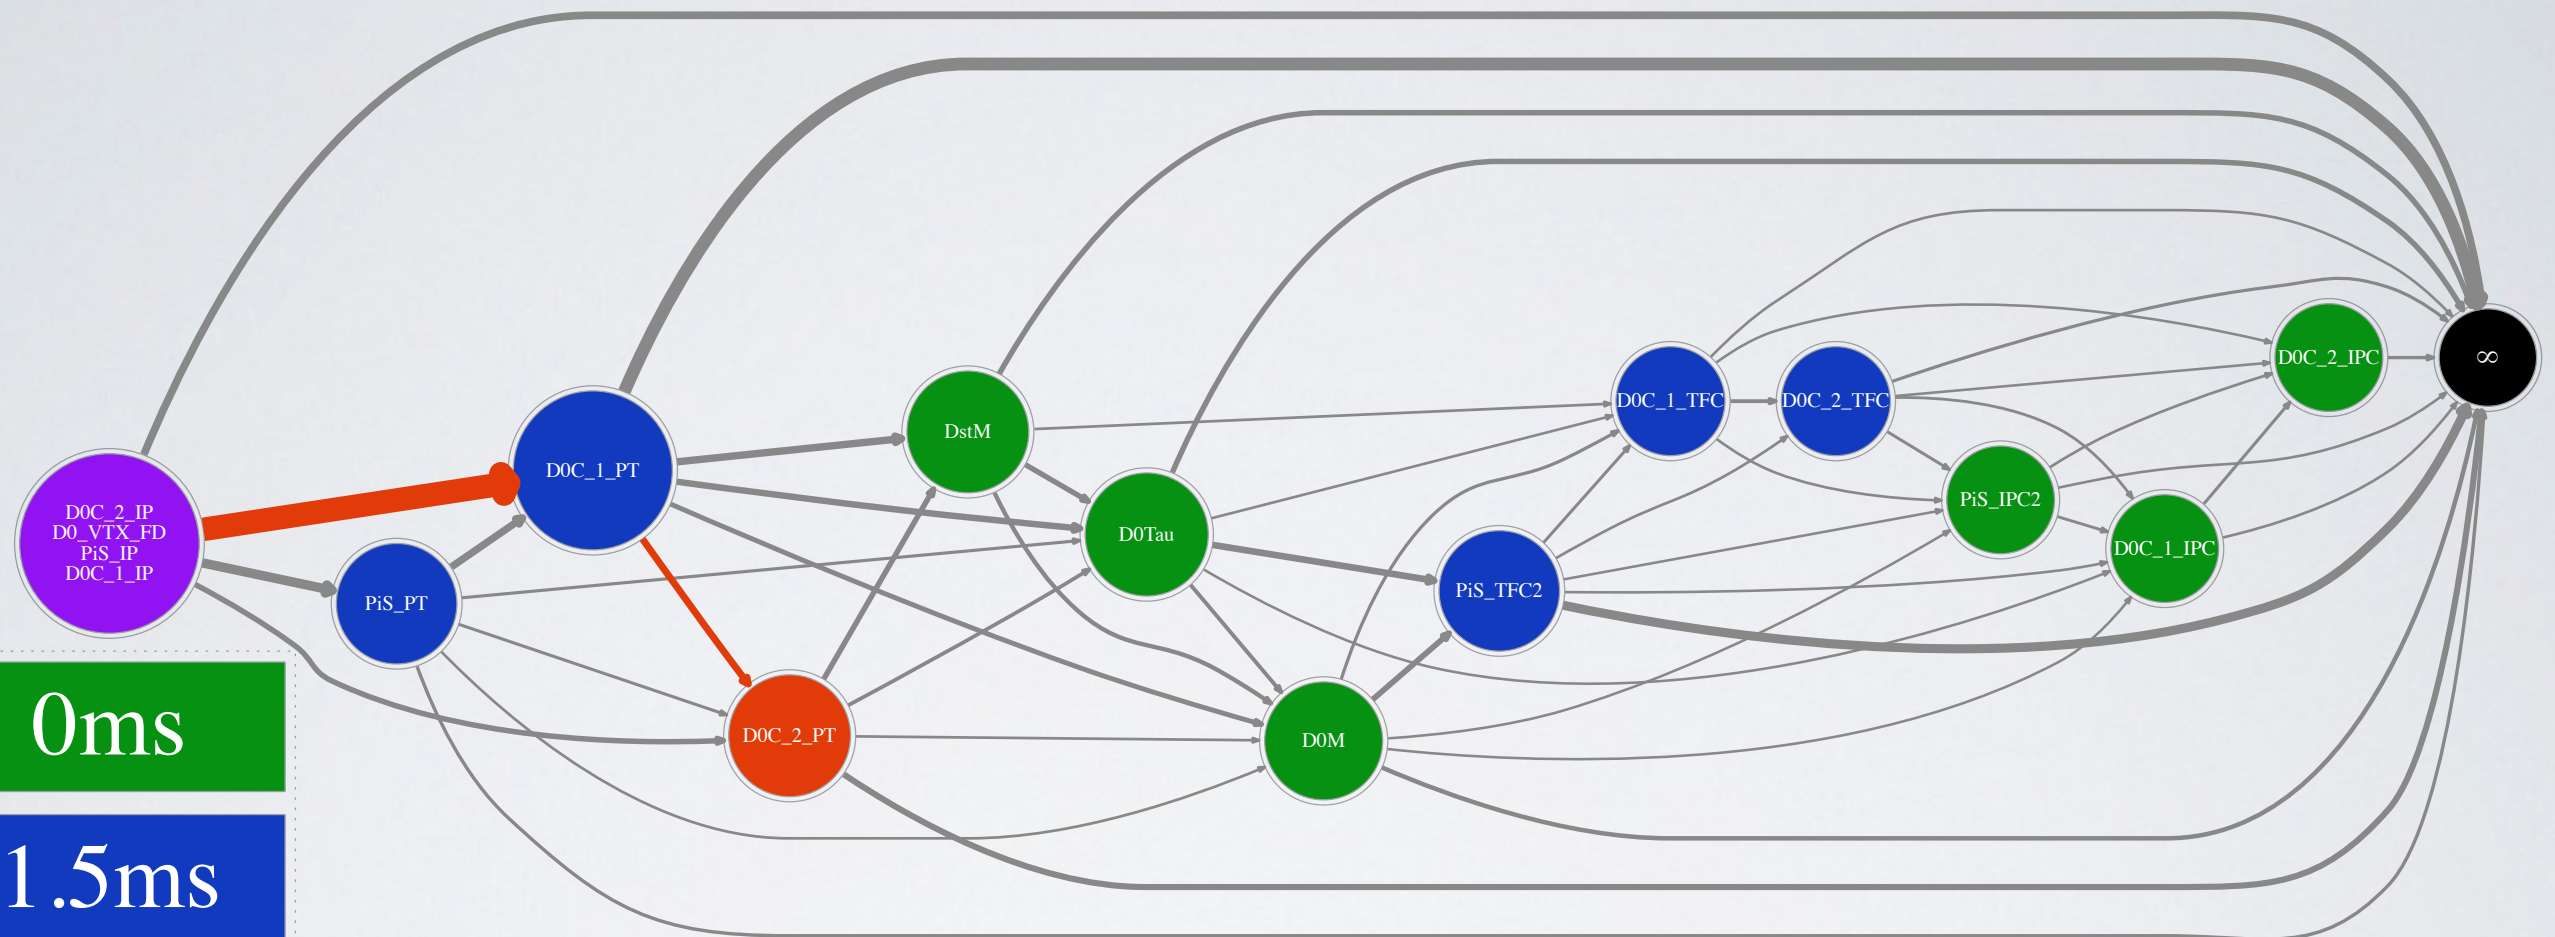 D0C_2_IP
D0_VTX_FD
PiS_IP
D0C_1_IP
PiS_PT
D0C_1_PT
D0C_2_PT
DstM
D0Tau
D0M
PiS_TFC2
D0C_1_TFC
D0C_2_TFC
PiS_IPC2
D0C_1_IPC
D0C_2_IPC
∞
0ms
1.5ms